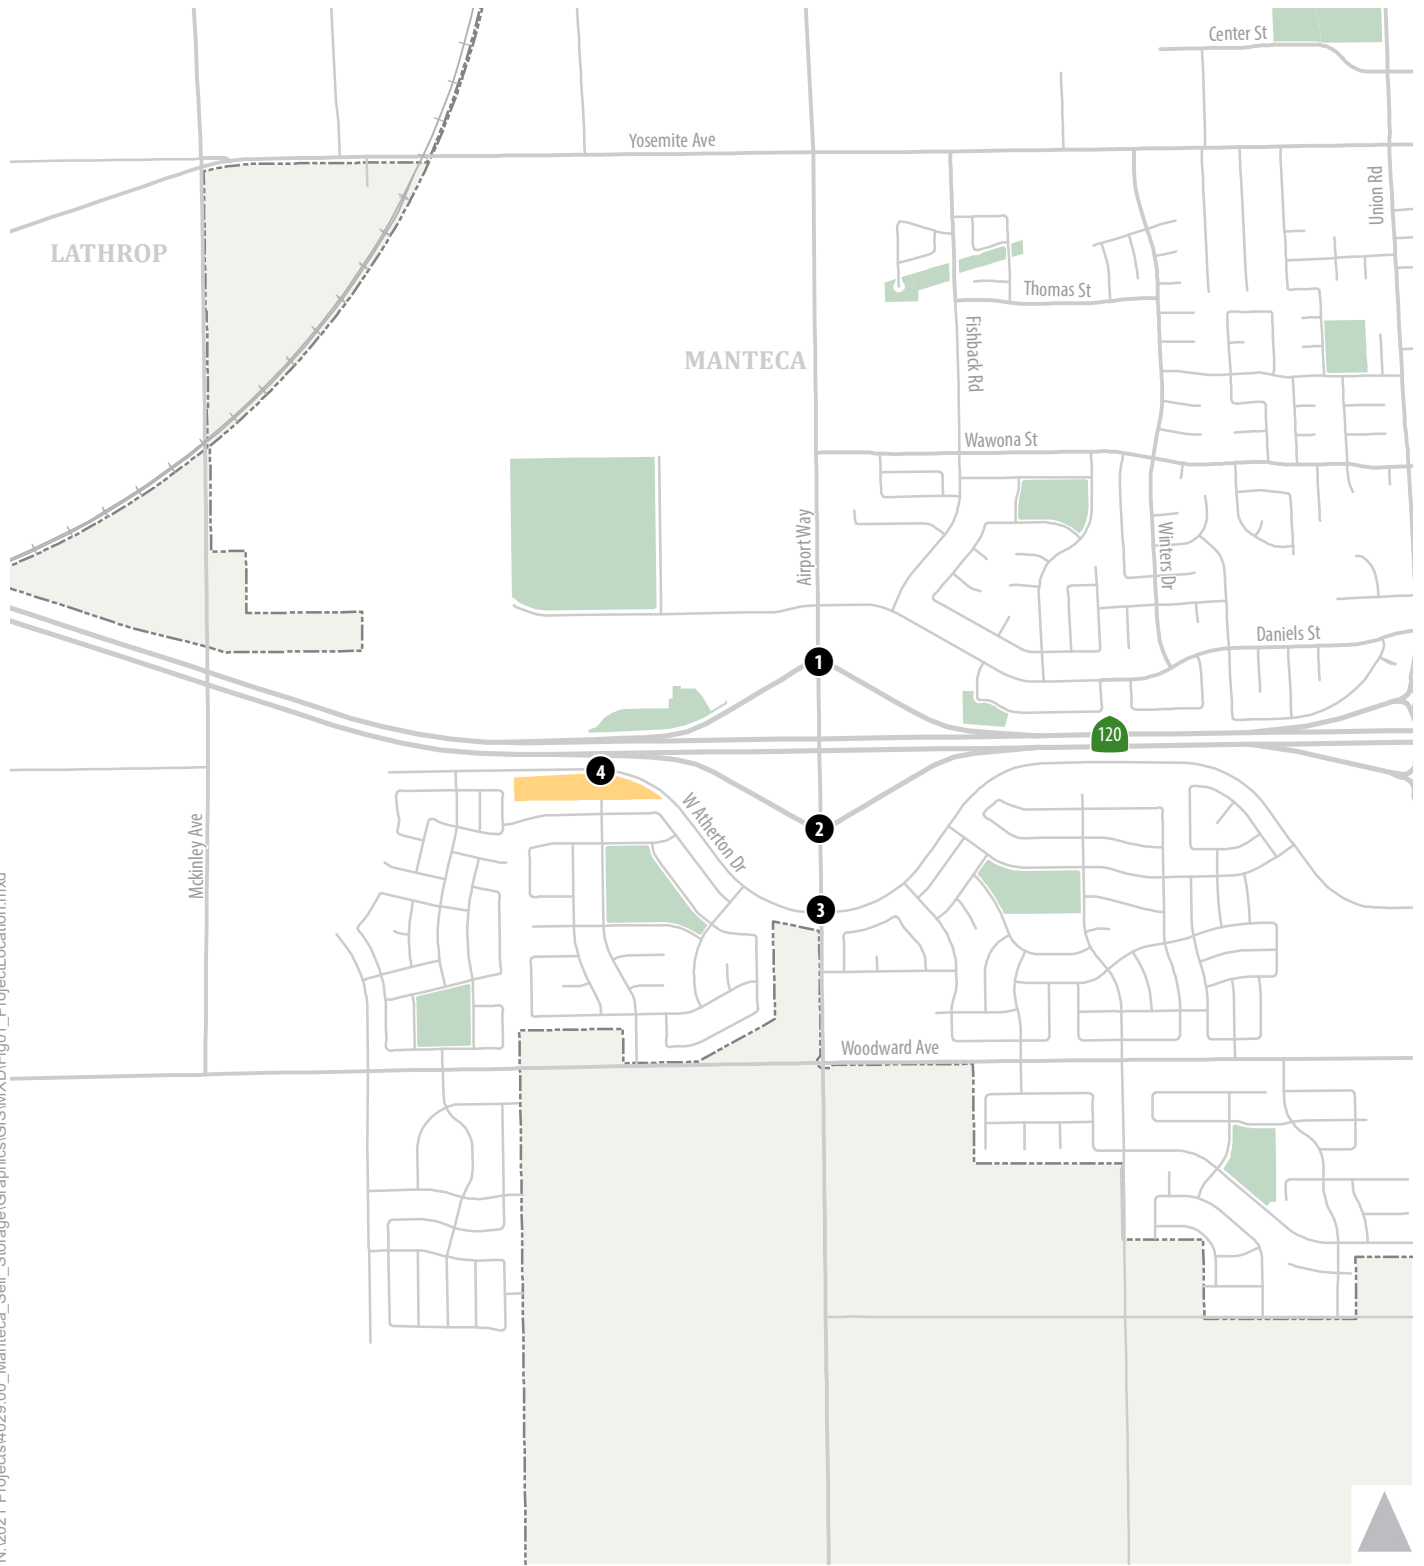 Center St
Yosemite Ave
Union Rd
LATHROP
Thomas St
Fishback Rd
MANTECA
Wawona St
Airport Way
Winters Dr
Daniels St
1
120
4
W Atherton Dr
2
Mckinley Ave
3
Woodward Ave